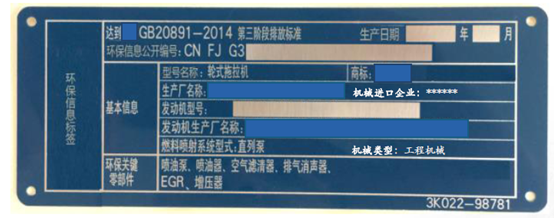 达到 GB20891-2014 第三阶段排放标准 生产日期 年 月
环保信息公开编号: CN FJ G3
环保信息标签
基本信息
型号名称: 轮式拖拉机 商标:
生产厂名称: 机械进口企业: ******
发动机型号:
发动机生产厂名称:
燃料喷射系统型式: 直列泵 机械类型: 工程机械
环保关键
零部件
喷油泵、喷油器、空气滤清器、排气消声器、
EGR、增压器
3K022-98781